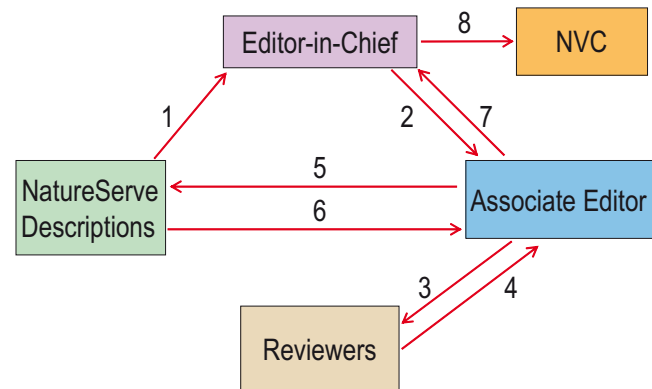 Editor-in-Chief
8
NVC
1
2
7
NatureServe
Descriptions
5
6
Associate Editor
3
4
Reviewers